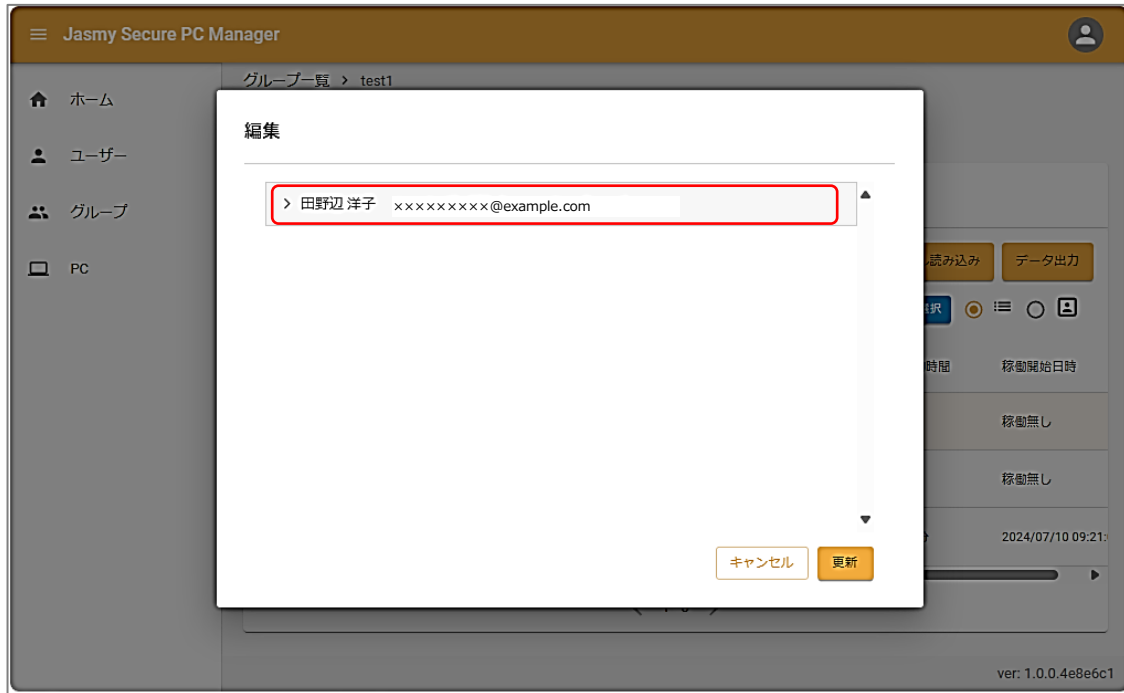 Jasmy Secure PC Manager
グループ一覧 > test1
ホーム
ユーザー
グループ
PC
編集
田野辺 洋子 ×××××××××@example.com
キャンセル 更新
読み込み データ出力
選択
時間 稼働開始日時
稼働無し
稼働無し
2024/07/10 09:21:
ver: 1.0.0.4e8e6c1